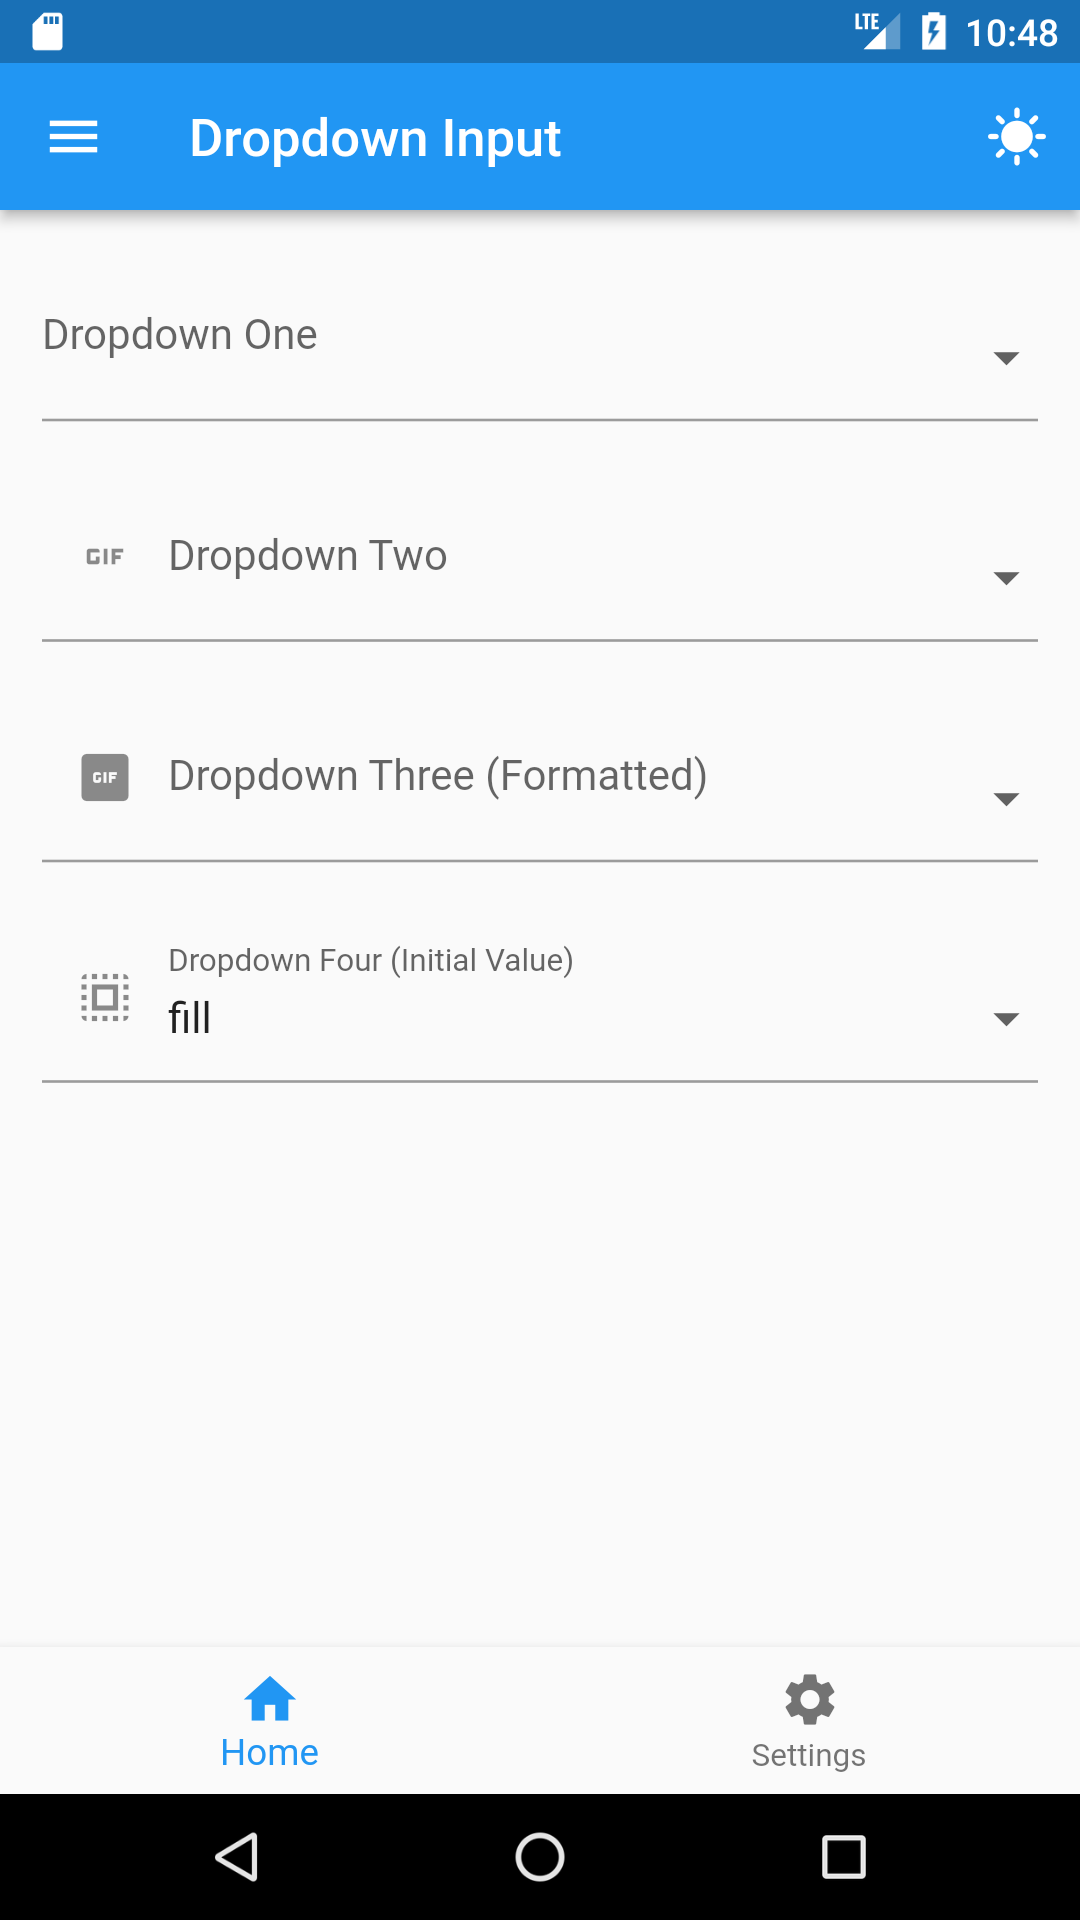 LTE 10:48
Dropdown Input
Dropdown One
GIF Dropdown Two
GIF Dropdown Three (Formatted)
Dropdown Four (Initial Value)
fill
Home Settings